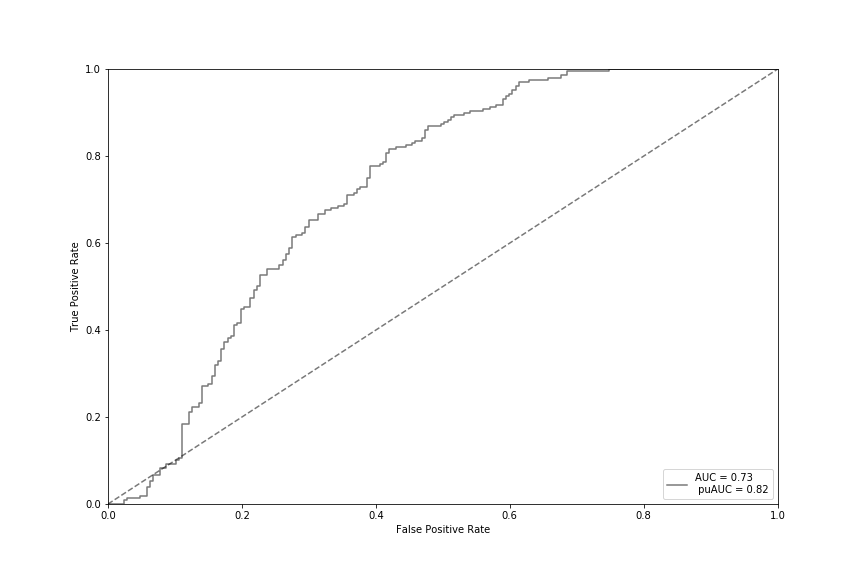 1.0
0.8
0.6
0.4
0.2
0.0
True Positive Rate
0.0 0.2 0.4 0.6 0.8 1.0
False Positive Rate
AUC = 0.73
puAUC = 0.82